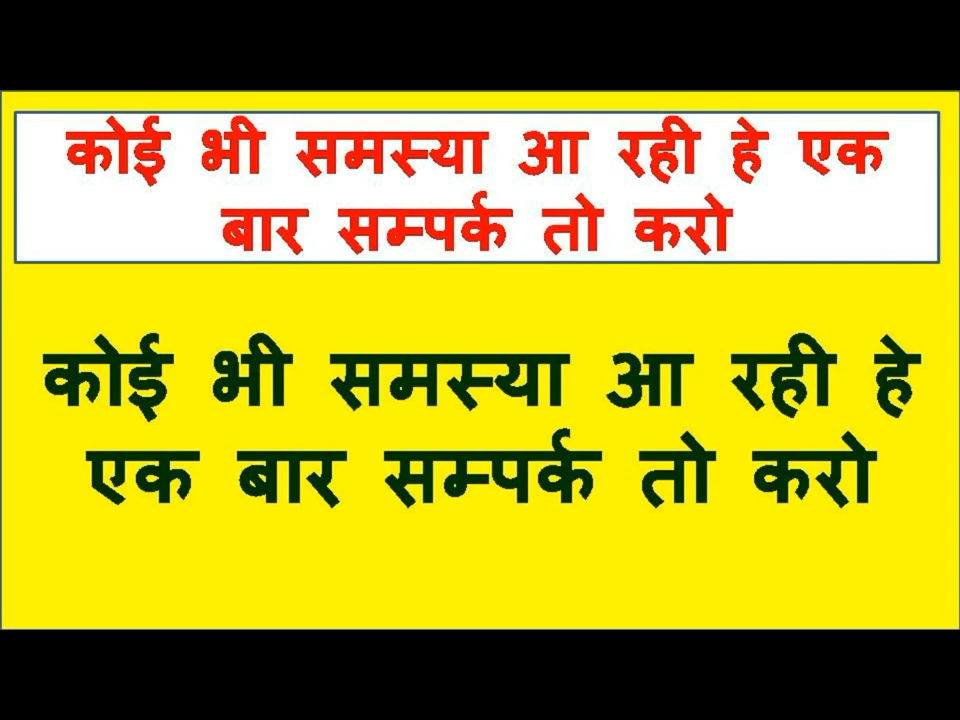 कोई भी समस्या आ रही हे एक
बार सम्पर्क तो करो
कोई भी समस्या आ रही हे
एक बार सम्पर्क तो करो